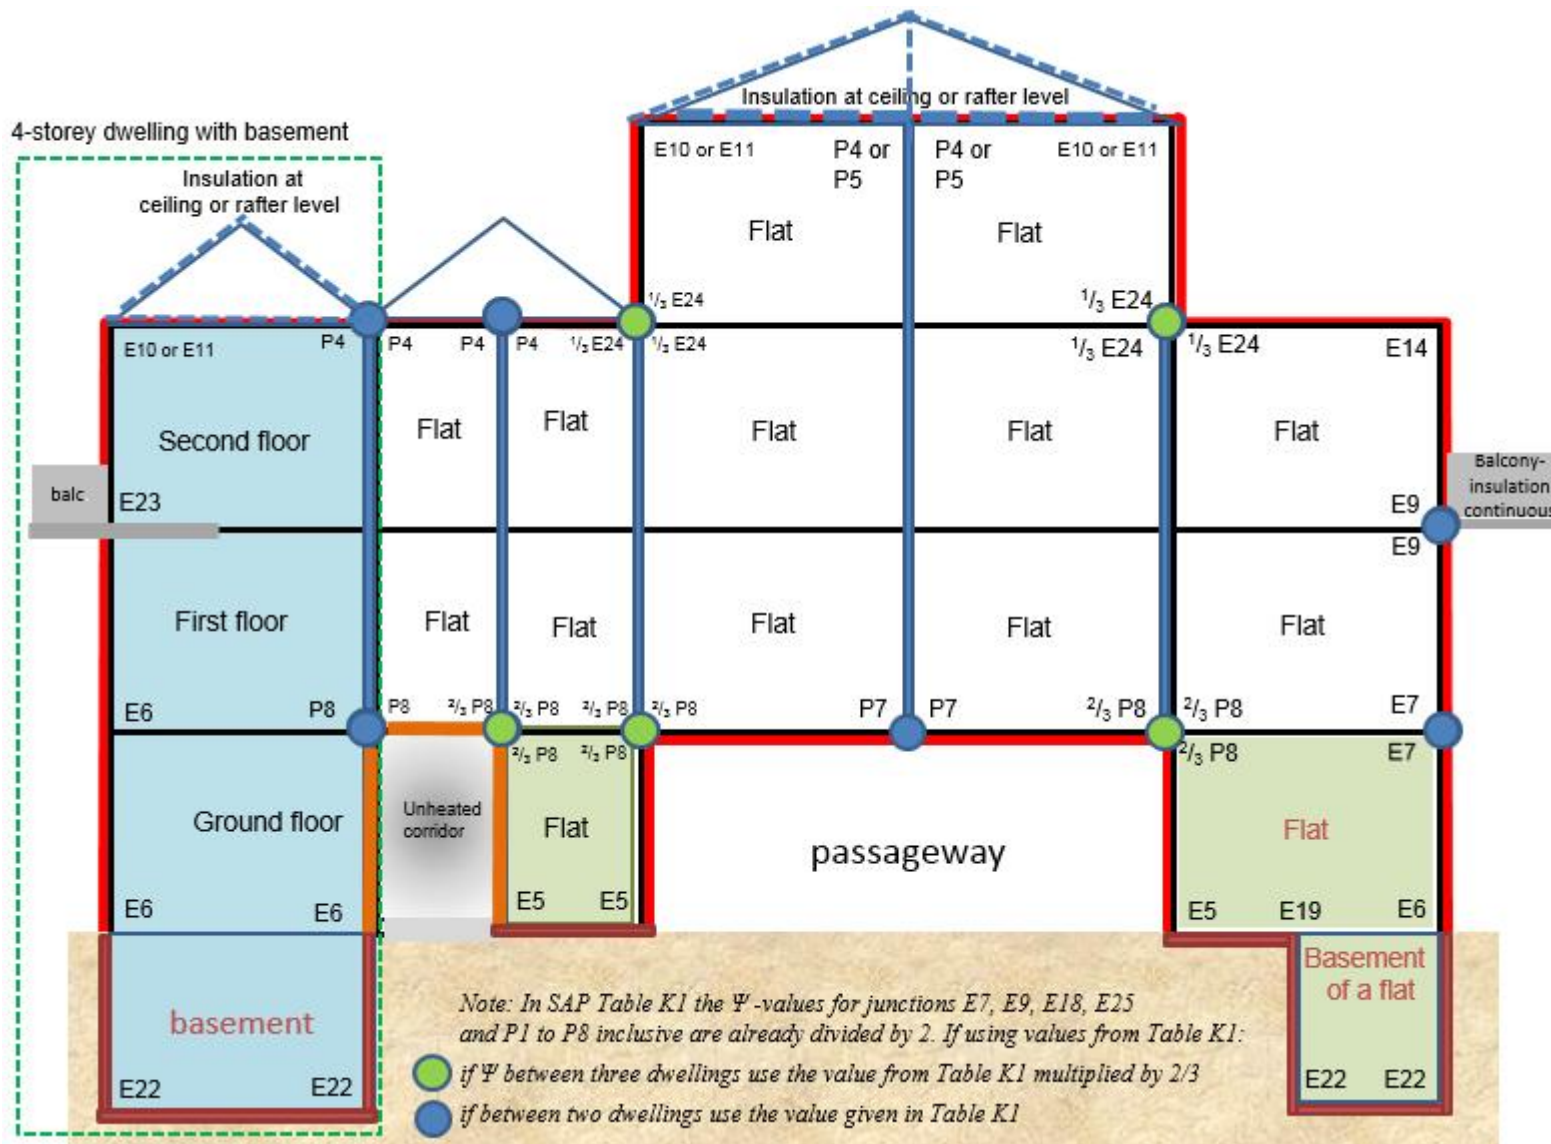 Insulation at ceiling or rafter level
4-storey dwelling with basement
Insulation at
ceiling or rafter level
E10 or E11
P4 or
P5
P4 or
P5
E10 or E11
Flat
Flat
¹/₃ E24
¹/₃ E24
E10 or E11
P4
P4
P4
P4
¹/₃ E24
¹/₃ E24
¹/₃ E24
¹/₃ E24
E14
Second floor
Flat
Flat
Flat
Flat
Flat
balc
E23
E9
Balcony-
insulation
continuous
E9
First floor
Flat
Flat
Flat
Flat
Flat
E6
P8
P8
²/₃ P8
²/₃ P8
²/₃ P8
²/₃ P8
P7
P7
²/₃ P8
²/₃ P8
E7
²/₃ P8
²/₃ P8
²/₃ P8
E7
Ground floor
Unheated
corridor
Flat
passageway
Flat
E6
E6
E5
E5
E5
E19
E6
basement
Basement
of a flat
E22
E22
E22
E22
Note: In SAP Table K1 the Ψ -values for junctions E7, E9, E18, E25
and P1 to P8 inclusive are already divided by 2. If using values from Table K1:
if Ψ between three dwellings use the value from Table K1 multiplied by 2/3
if between two dwellings use the value given in Table K1